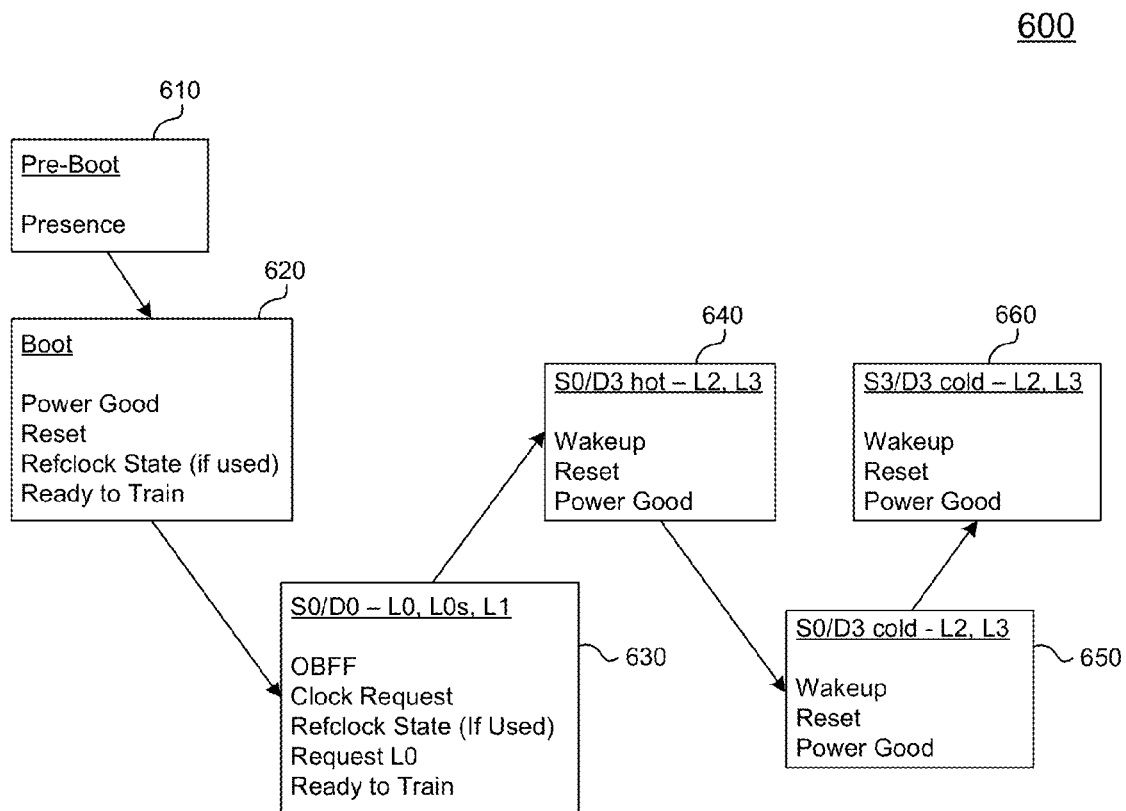 600
610
Pre-Boot
Presence
620
Boot
Power Good
Reset
Refclock State (if used)
Ready to Train
630
S0/D0 – L0, L0s, L1
OBFF
Clock Request
Refclock State (If Used)
Request L0
Ready to Train
640
S0/D3 hot – L2, L3
Wakeup
Reset
Power Good
650
S0/D3 cold - L2, L3
Wakeup
Reset
Power Good
660
S3/D3 cold – L2, L3
Wakeup
Reset
Power Good